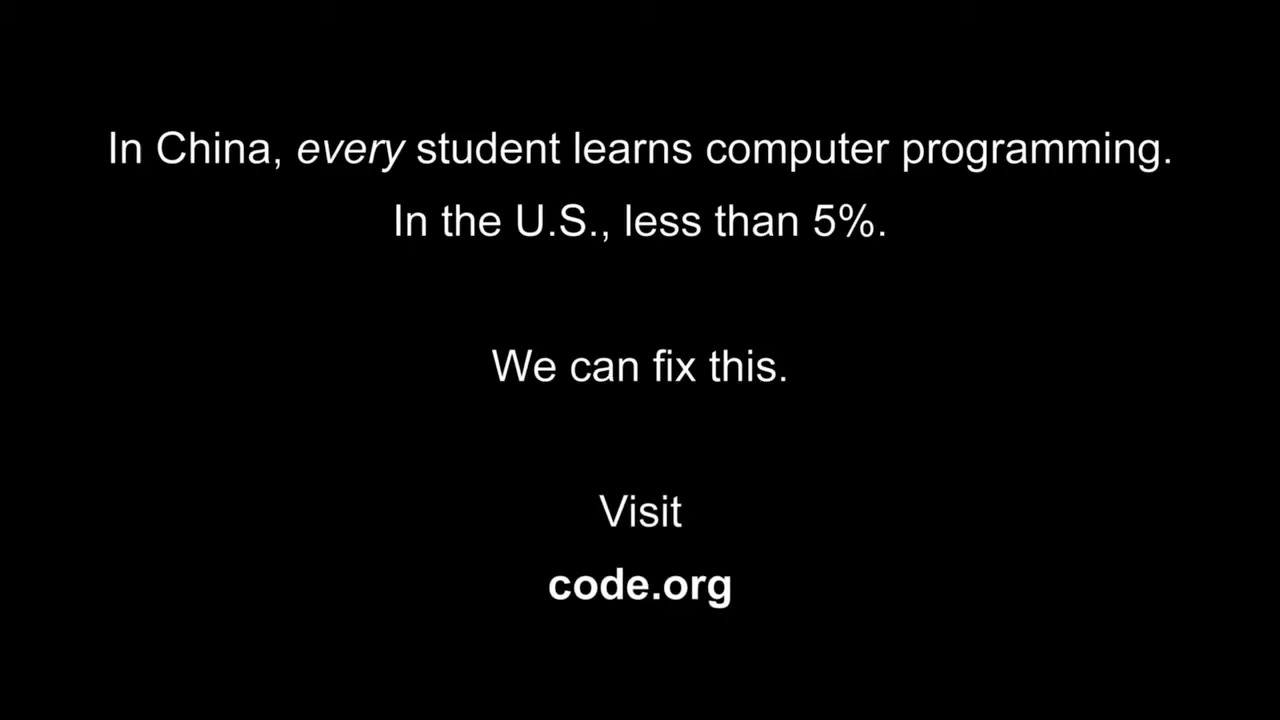 In China, every student learns computer programming.
In the U.S., less than 5%.
We can fix this.
Visit
code.org